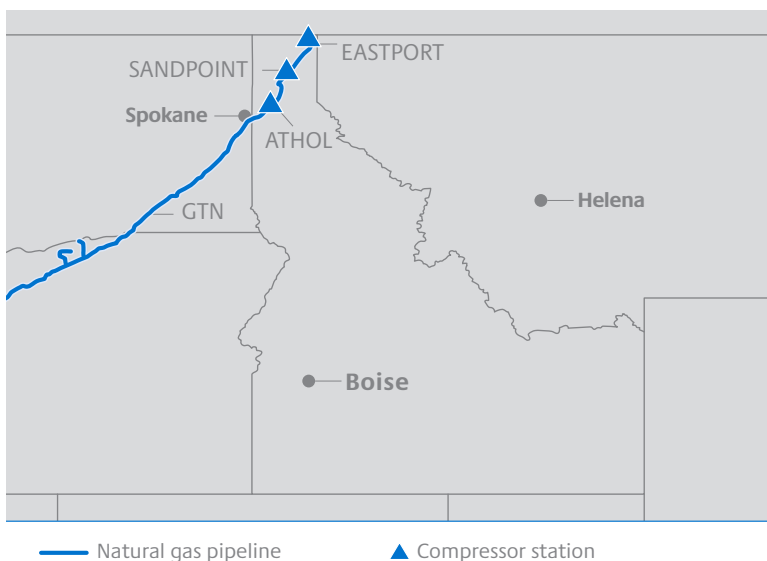 EASTPORT
SANDPOINT
Spokane
ATHOL
Helena
GTN
Boise
Natural gas pipeline
Compressor station